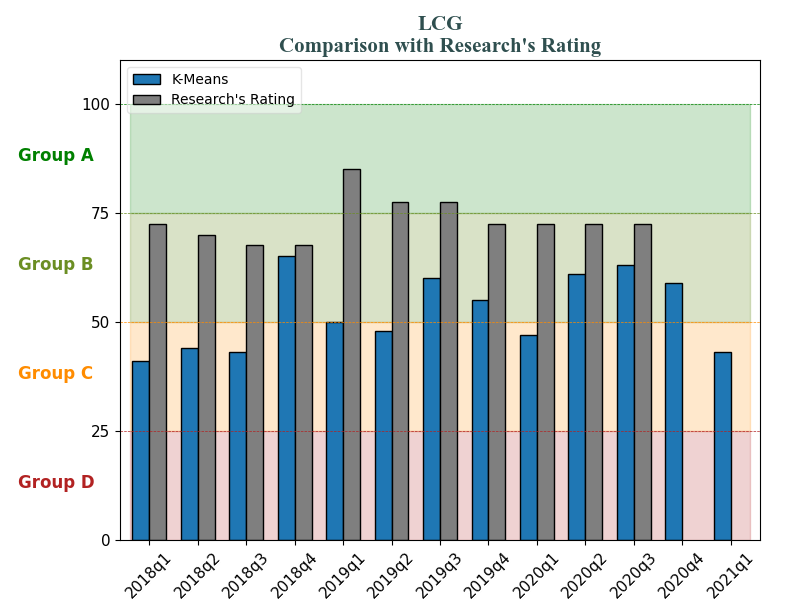 LCG
Comparison with Research's Rating
K-Means
Research's Rating
100
Group A
75
Group B
50
Group C
25
Group D
0
2018q1
2018q2
2018q3
2018q4
2019q1
2019q2
2019q3
2019q4
2020q1
2020q2
2020q3
2020q4
2021q1